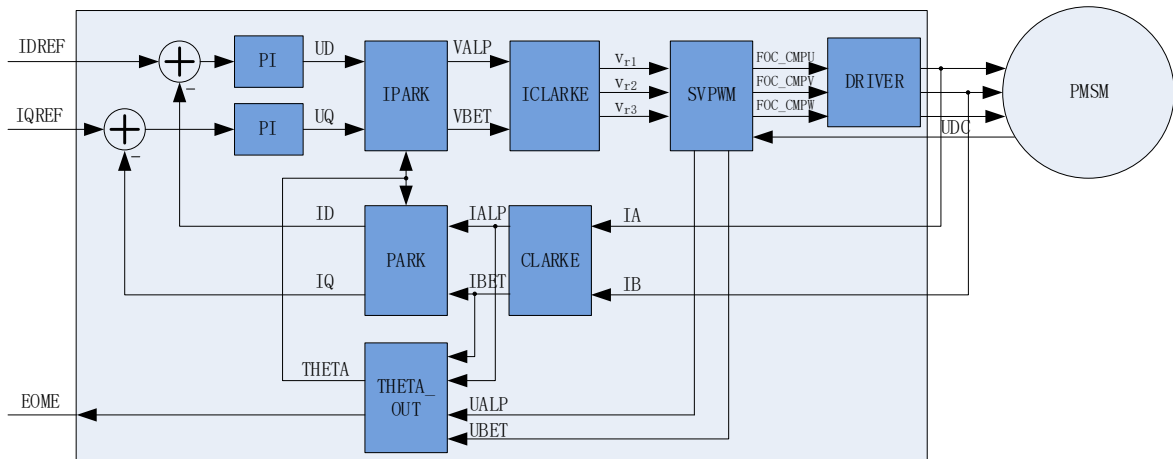 IDREF
IQREF
PI
UD
PI
UQ
IPARK
VALP
VBET
ICLARKE
vr1
vr2
vr3
SVPWM
FOC_CMPU
FOC_CMPV
FOC_CMPW
DRIVER
UDC
PMSM
ID
IQ
PARK
IALP
IBET
CLARKE
IA
IB
THETA
EOME
THETA_
OUT
UALP
UBET